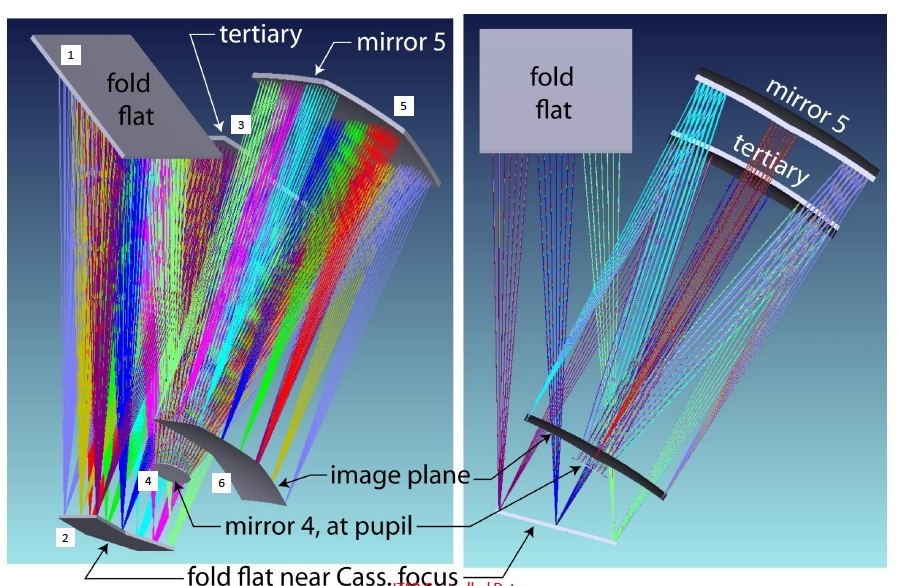 tertiary
mirror 5
1
fold
flat
3
5
fold
flat
mirror 5
tertiary
4
6
image plane
2
mirror 4, at pupil
fold flat near Cass. focus